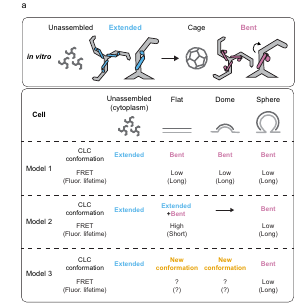 a
Unassembled Extended Cage Bent
in vitro
Unassembled
(cytoplasm) Flat Dome Sphere
Cell
CLC
conformation Extended Bent Bent Bent
Model 1
FRET Low Low Low
(Fluor. lifetime) (Long) (Long) (Long)
CLC
conformation Extended Extended
+Bent Bent
Model 2
FRET High Low
(Fluor. lifetime) (Short) (Long)
CLC
conformation Extended New
conformation New
conformation Bent
Model 3
FRET ? ? Low
(Fluor. lifetime) (?) (?) (Long)